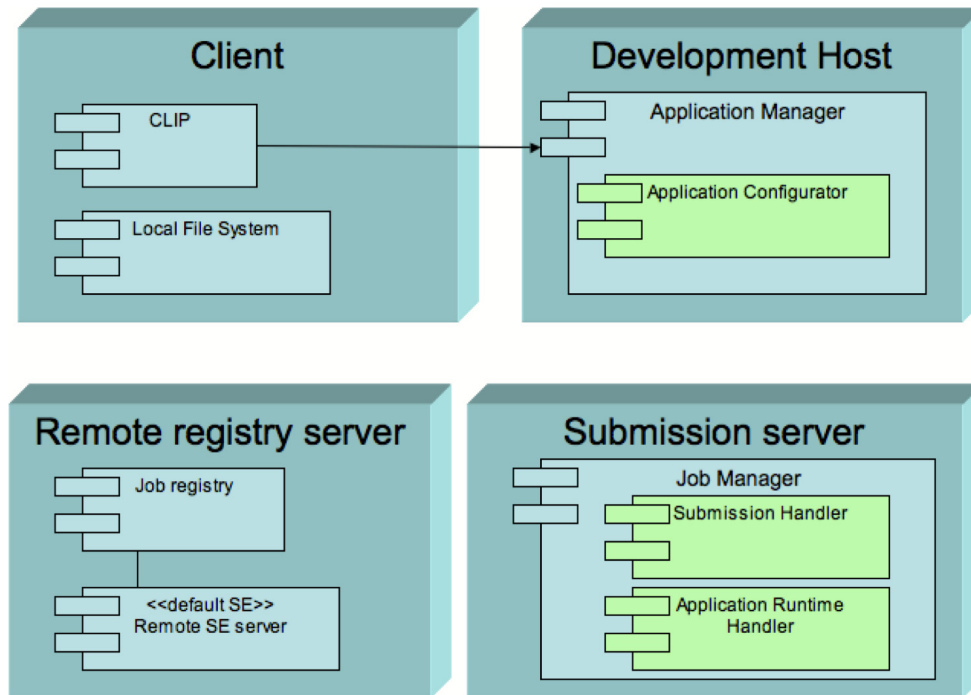 Client
CLIP
Local File System
Development Host
Application Manager
Application Configurator
Remote registry server
Job registry
<<default SE>>
Remote SE server
Submission server
Job Manager
Submission Handler
Application Runtime
Handler